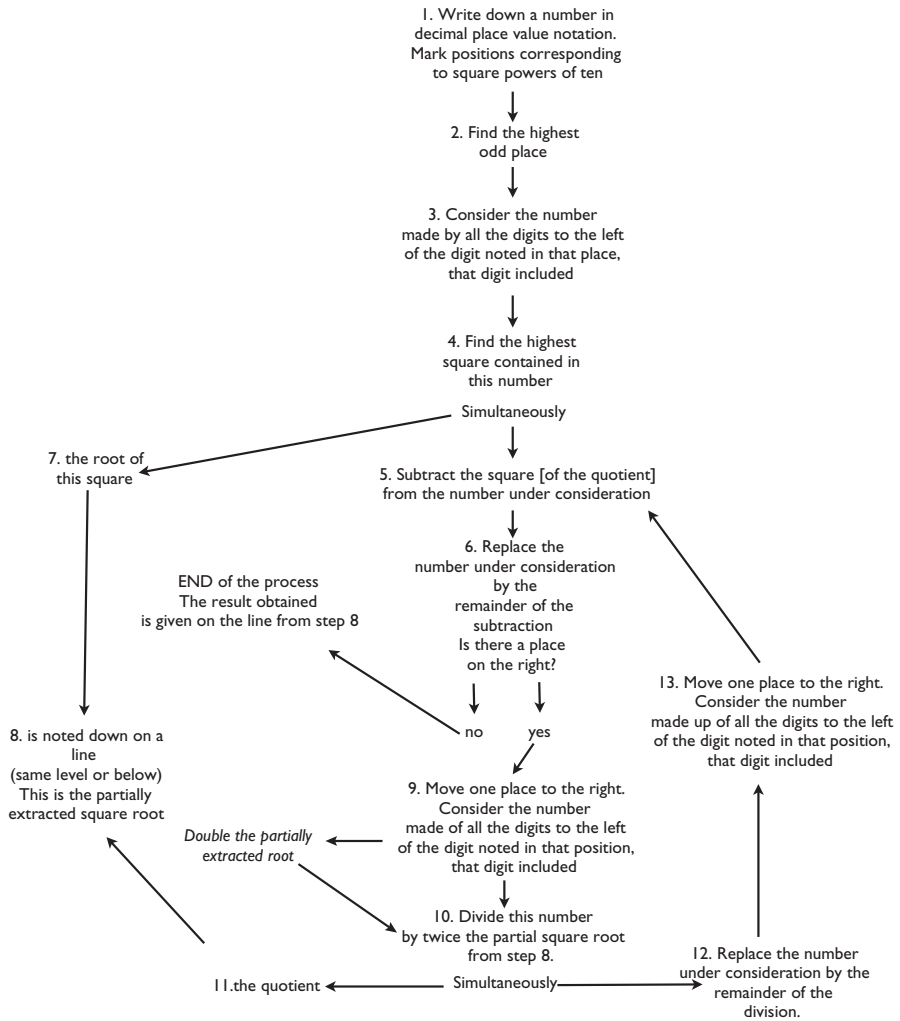 1. Write down a number in
decimal place value notation.
Mark positions corresponding
to square powers of ten
2. Find the highest
odd place
3. Consider the number
made by all the digits to the left
of the digit noted in that place,
that digit included
4. Find the highest
square contained in
this number
Simultaneously
7. the root of
this square
5. Subtract the square [of the quotient]
from the number under consideration
6. Replace the
number under consideration
by the
remainder of the
subtraction
Is there a place
on the right?
END of the process
The result obtained
is given on the line from step 8
no yes
8. is noted down on a
line
(same level or below)
This is the partially
extracted square root
9. Move one place to the right.
Consider the number
made of all the digits to the left
of the digit noted in that position,
that digit included
Double the partially
extracted root
10. Divide this number
by twice the partial square root
from step 8.
Simultaneously
11.the quotient
12. Replace the number
under consideration by the
remainder of the
division.
13. Move one place to the right.
Consider the number
made up of all the digits to the left
of the digit noted in that position,
that digit included